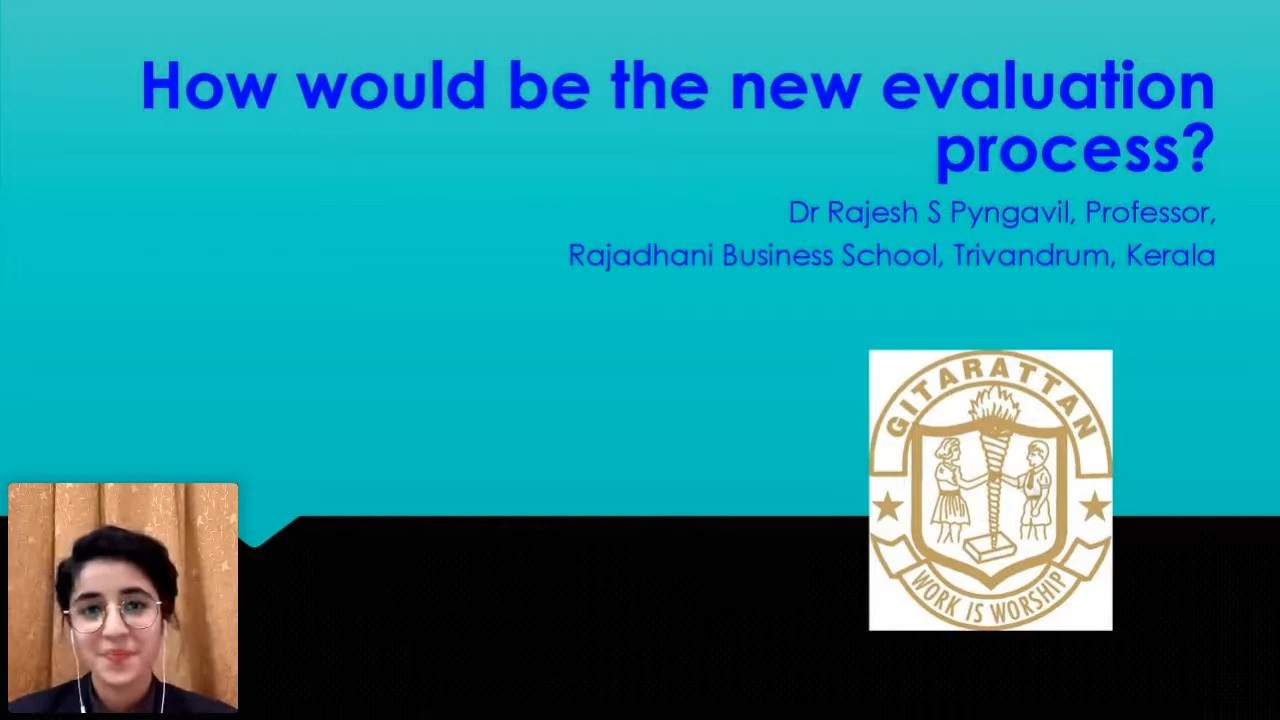 How would be the new evaluation
process?
Dr Rajesh S Pyngavil, Professor,
Rajadhani Business School, Trivandrum, Kerala
GITARATTAN
WORK IS WORSHIP